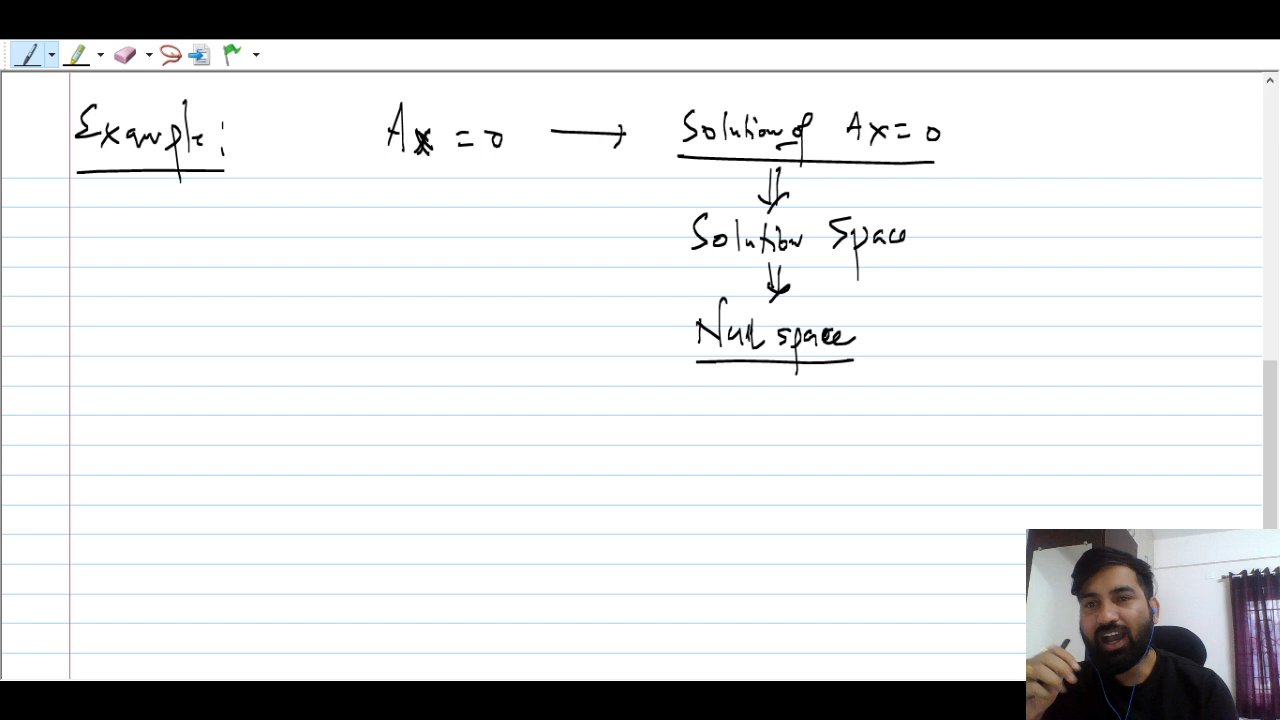 Example: Ax = 0 → Solution of Ax = 0
⇓
Solution Space
⇓
Null space